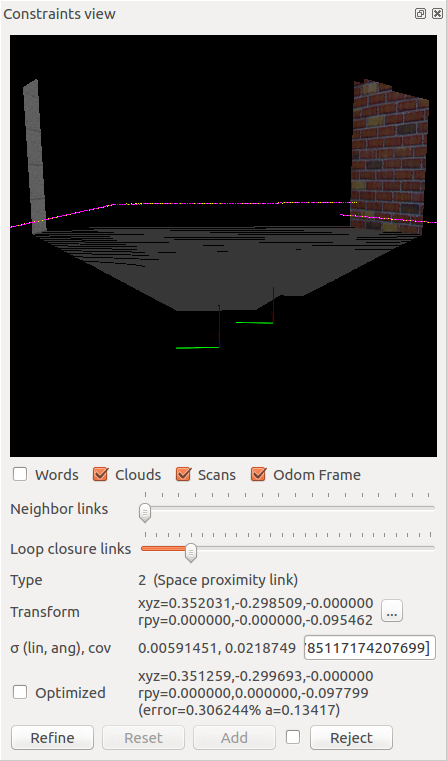 Constraints view
Words Clouds Scans Odom Frame
Neighbor links
Loop closure links
Type 2 (Space proximity link)
Transform xyz=0.352031,-0.298509,-0.000000
rpy=0.000000,-0.000000,-0.095462 ...
σ (lin, ang), cov 0.00591451, 0.0218749 85117174207699]
Optimized xyz=0.351259,-0.299693,-0.000000
rpy=0.000000,0.000000,-0.097799
(error=0.306244% a=0.13417)
Refine Reset Add Reject